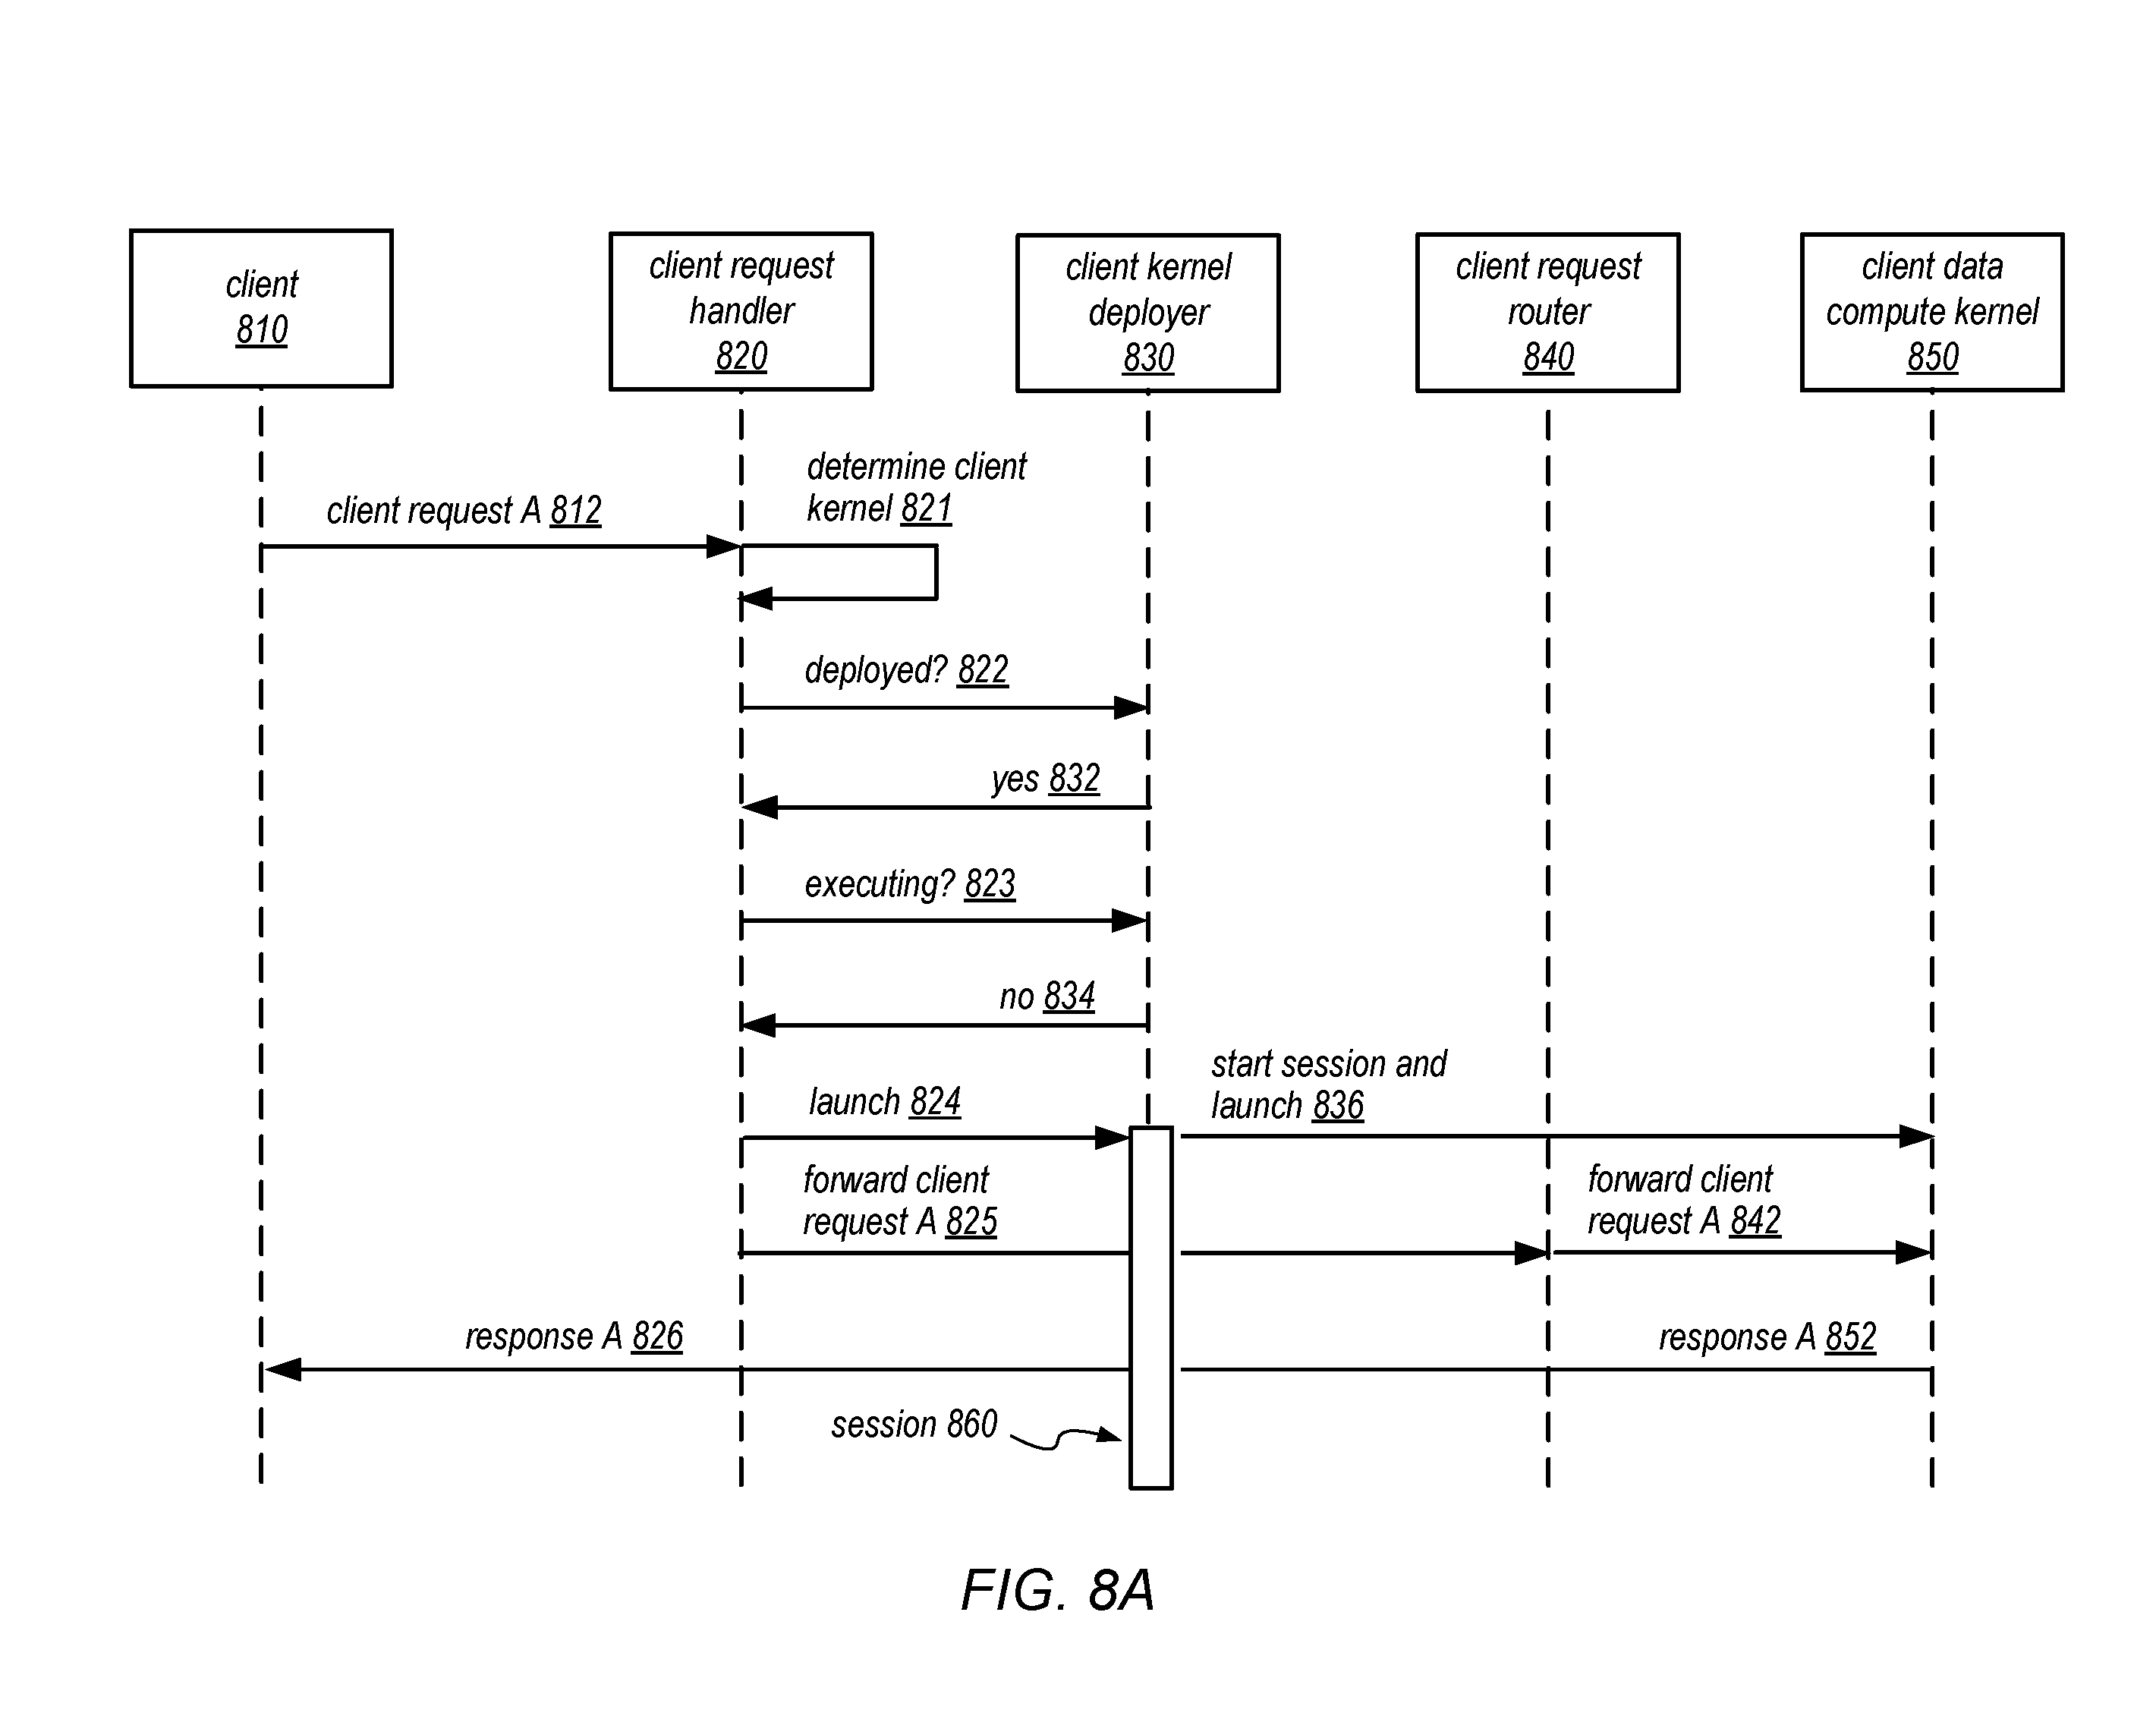 client
810
client request
handler
820
client kernel
deployer
830
client request
router
840
client data
compute kernel
850
determine client
kernel 821
client request A 812
deployed? 822
yes 832
executing? 823
no 834
start session and
launch 836
launch 824
forward client
request A 825
forward client
request A 842
response A 826
response A 852
session 860
FIG. 8A